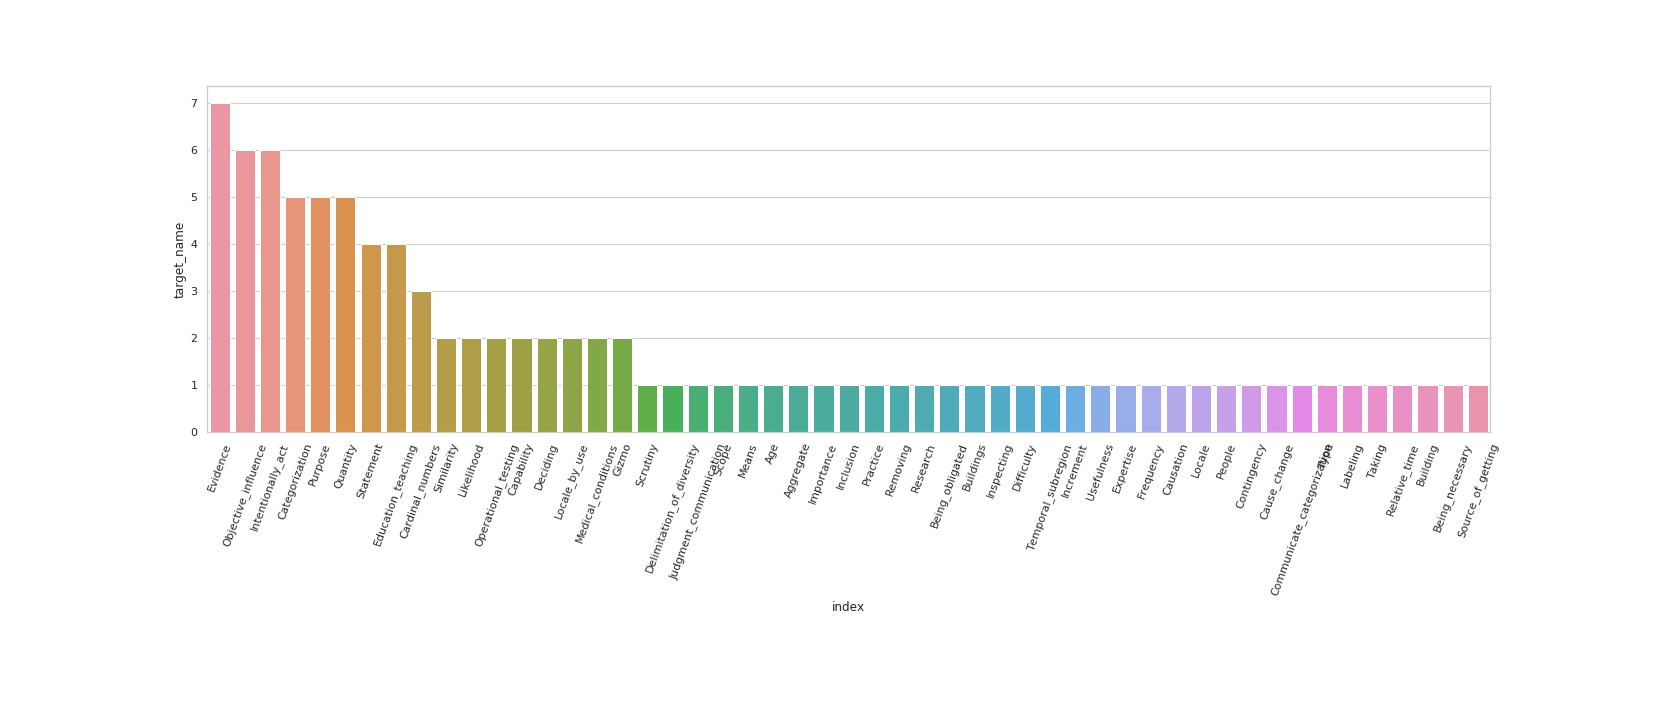 target_name
7
6
5
4
3
2
1
0
Evidence
Objective_influence
Intentionally_act
Categorization
Purpose
Quantity
Statement
Education_teaching
Cardinal_numbers
Similarity
Likelihood
Operational_testing
Capability
Deciding
Locale_by_use
Medical_conditions
Gizmo
Scrutiny
Delimitation_of_diversity
Judgment_communication
Scope
Means
Age
Aggregate
Importance
Inclusion
Practice
Removing
Research
Being_obligated
Buildings
Inspecting
Difficulty
Temporal_subregion
Increment
Usefulness
Expertise
Frequency
Causation
Locale
People
Contingency
Cause_change
Communicate_categorization
Type
Labeling
Taking
Relative_time
Building
Being_necessary
Source_of_getting
index